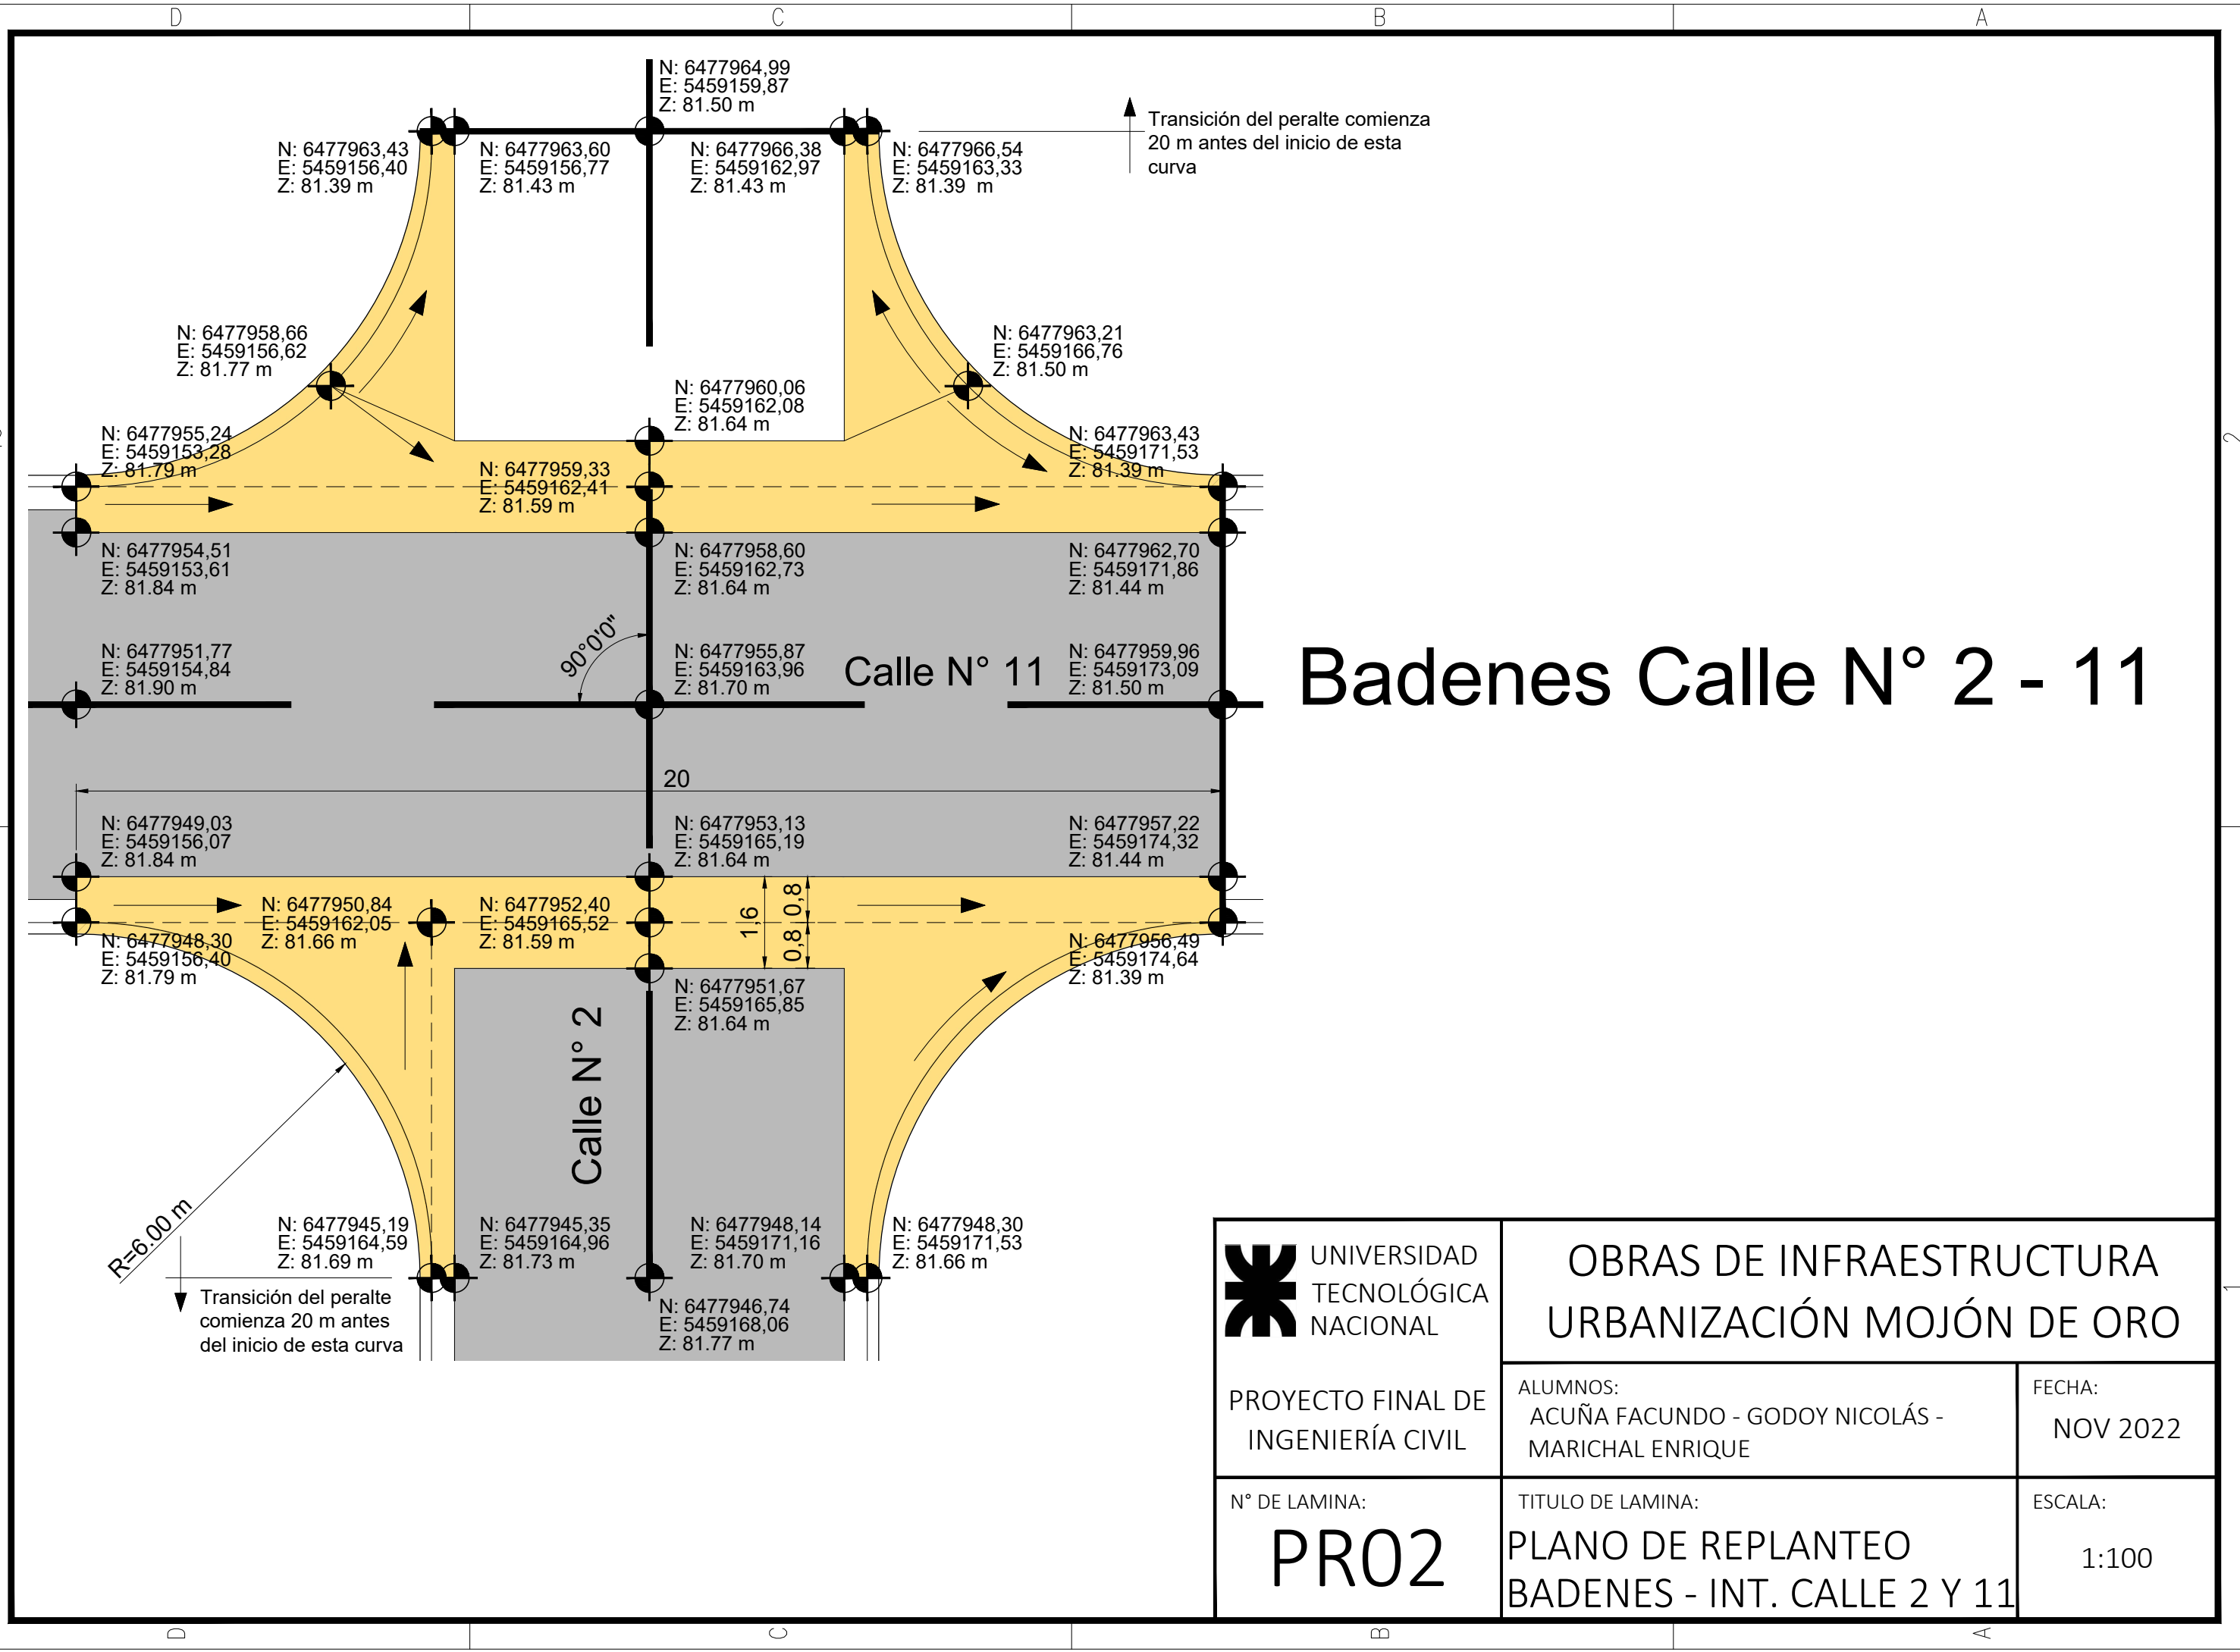 D
C
B
A
N: 6477964,99
E: 5459159,87
Z: 81.50 m
Transición del peralte comienza
20 m antes del inicio de esta
curva
N: 6477963,43
E: 5459156,40
Z: 81.39 m
N: 6477963,60
E: 5459156,77
Z: 81.43 m
N: 6477966,38
E: 5459162,97
Z: 81.43 m
N: 6477966,54
E: 5459163,33
Z: 81.39 m
N: 6477958,66
E: 5459156,62
Z: 81.77 m
N: 6477963,21
E: 5459166,76
Z: 81.50 m
N: 6477960,06
E: 5459162,08
Z: 81.64 m
N: 6477955,24
E: 5459153,28
Z: 81.79 m
N: 6477959,33
E: 5459162,41
Z: 81.59 m
N: 6477963,43
E: 5459171,53
Z: 81.39 m
2
N: 6477954,51
E: 5459153,61
Z: 81.84 m
N: 6477958,60
E: 5459162,73
Z: 81.64 m
N: 6477962,70
E: 5459171,86
Z: 81.44 m
90°0'0"
N: 6477951,77
E: 5459154,84
Z: 81.90 m
N: 6477955,87
E: 5459163,96
Z: 81.70 m
Calle N° 11
N: 6477959,96
E: 5459173,09
Z: 81.50 m
Badenes Calle N° 2 - 11
20
N: 6477949,03
E: 5459156,07
Z: 81.84 m
N: 6477953,13
E: 5459165,19
Z: 81.64 m
N: 6477957,22
E: 5459174,32
Z: 81.44 m
N: 6477950,84
E: 5459162,05
Z: 81.66 m
N: 6477952,40
E: 5459165,52
Z: 81.59 m
1,6
0,8
0,8
N: 6477948,30
E: 5459156,40
Z: 81.79 m
N: 6477956,49
E: 5459174,64
Z: 81.39 m
N: 6477951,67
E: 5459165,85
Z: 81.64 m
Calle N° 2
R=6.00 m
N: 6477945,19
E: 5459164,59
Z: 81.69 m
N: 6477945,35
E: 5459164,96
Z: 81.73 m
N: 6477948,14
E: 5459171,16
Z: 81.70 m
N: 6477948,30
E: 5459171,53
Z: 81.66 m
Transición del peralte
comienza 20 m antes
del inicio de esta curva
N: 6477946,74
E: 5459168,06
Z: 81.77 m
1
UNIVERSIDAD
TECNOLÓGICA
NACIONAL
PROYECTO FINAL DE
INGENIERÍA CIVIL
OBRAS DE INFRAESTRUCTURA
URBANIZACIÓN MOJÓN DE ORO
ALUMNOS:
ACUÑA FACUNDO - GODOY NICOLÁS -
MARICHAL ENRIQUE
FECHA:
NOV 2022
N° DE LAMINA:
PR02
TITULO DE LAMINA:
PLANO DE REPLANTEO
BADENES - INT. CALLE 2 Y 11
ESCALA:
1:100
D
C
B
A